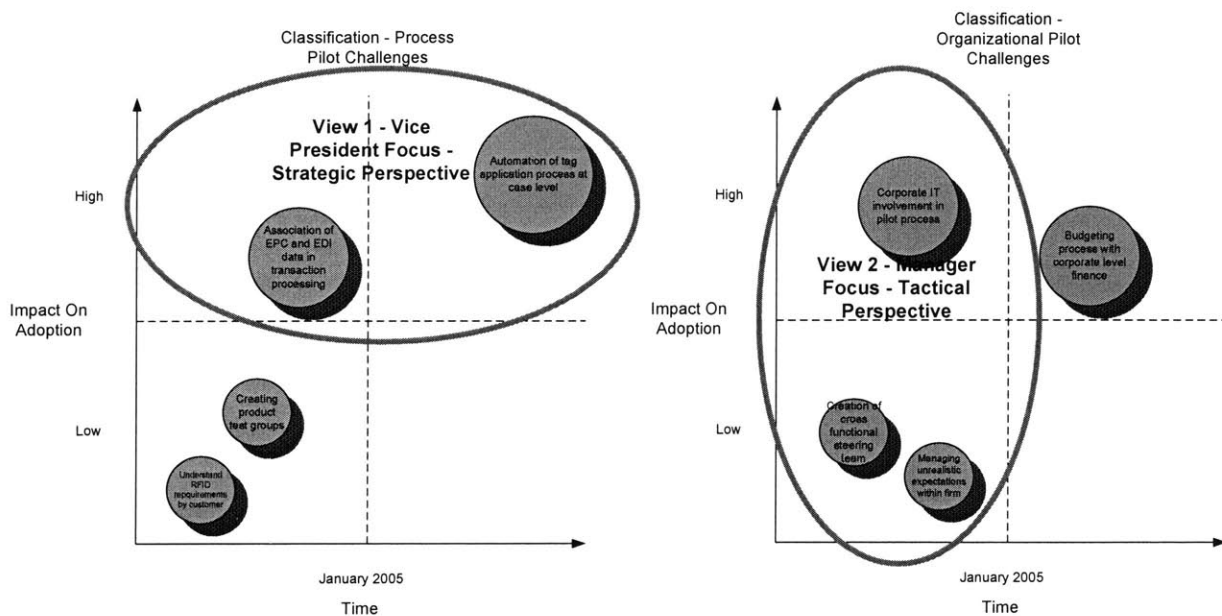 Classification - Process
Pilot Challenges
View 1 - Vice
President Focus -
Strategic Perspective
Automation of tag
application process at
case level
High
Association of
EPC and EDI
data in
transaction
processing
Impact On
Adoption
Creating
product
test groups
Low
Understand
RFID
repquirements
by customer
January 2005
Time
Classification -
Organizational Pilot
Challenges
High
Corporate IT
involvement in
pilot process
Budgeting
process with
corporate level
finance
View 2 - Manager
Focus - Tactical
Perspective
Impact On
Adoption
Creation of
cross
functional
steering
team
Low
Managing
unrealistic
expectations
within firm
January 2005
Time